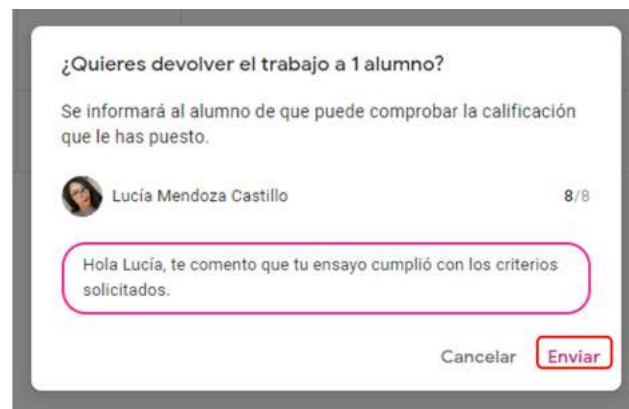 ¿Quieres devolver el trabajo a 1 alumno?
Se informará al alumno de que puede comprobar la calificación
que le has puesto.
Lucía Mendoza Castillo 8/8
Hola Lucía, te comento que tu ensayo cumplió con los criterios
solicitados.
Cancelar Enviar